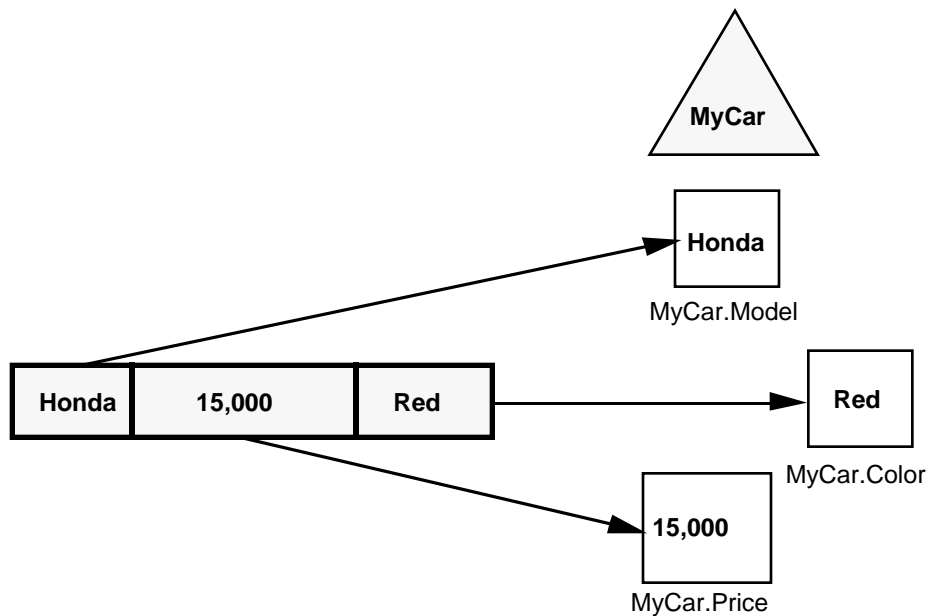 MyCar
Honda
MyCar.Model
Honda 15,000 Red
Red
MyCar.Color
15,000
MyCar.Price